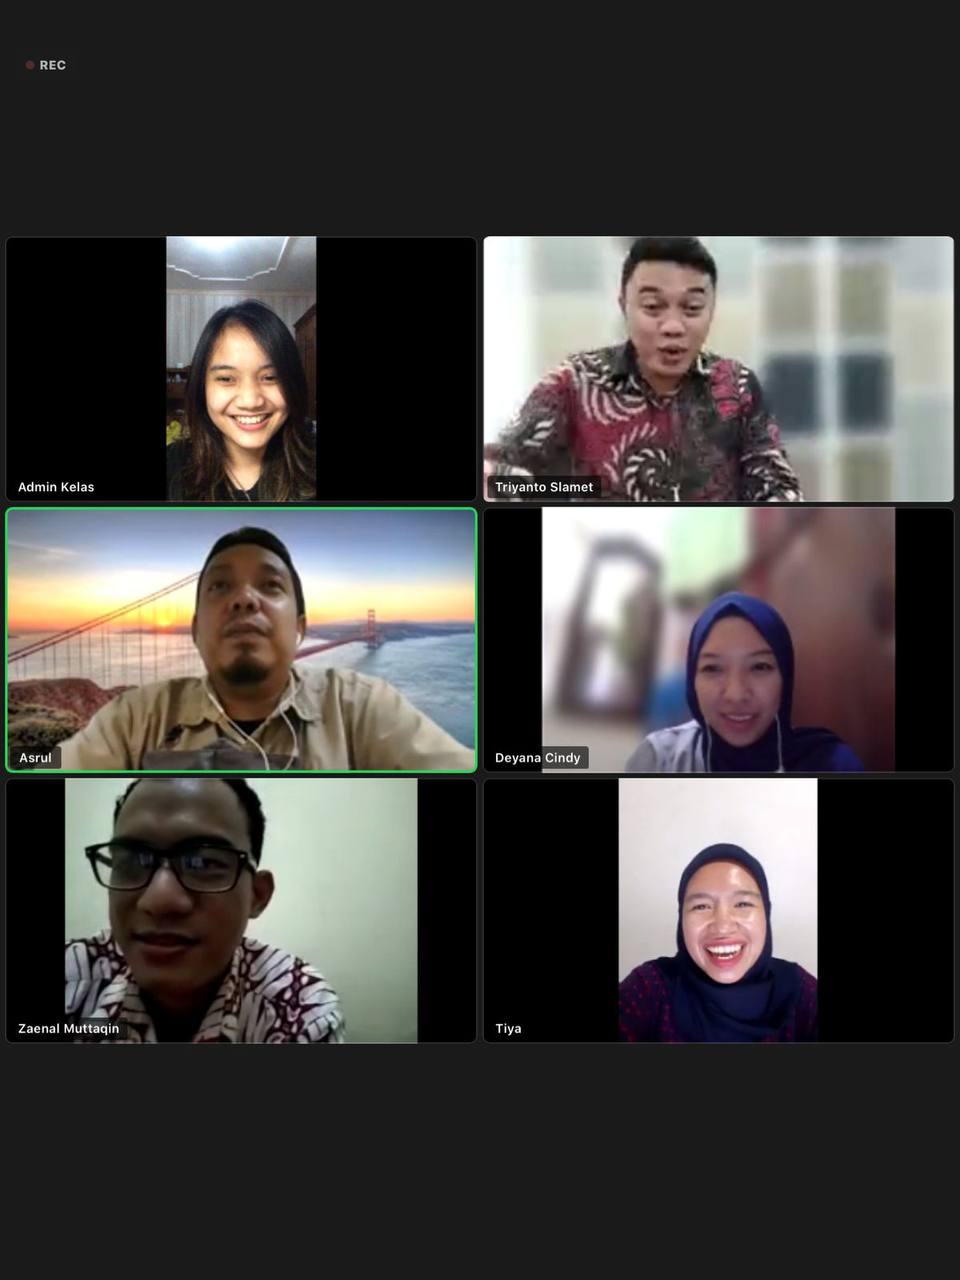 REC
Admin Kelas
Triyanto Slamet
Asrul
Deyana Cindy
Zaenal Muttaqin
Tiya